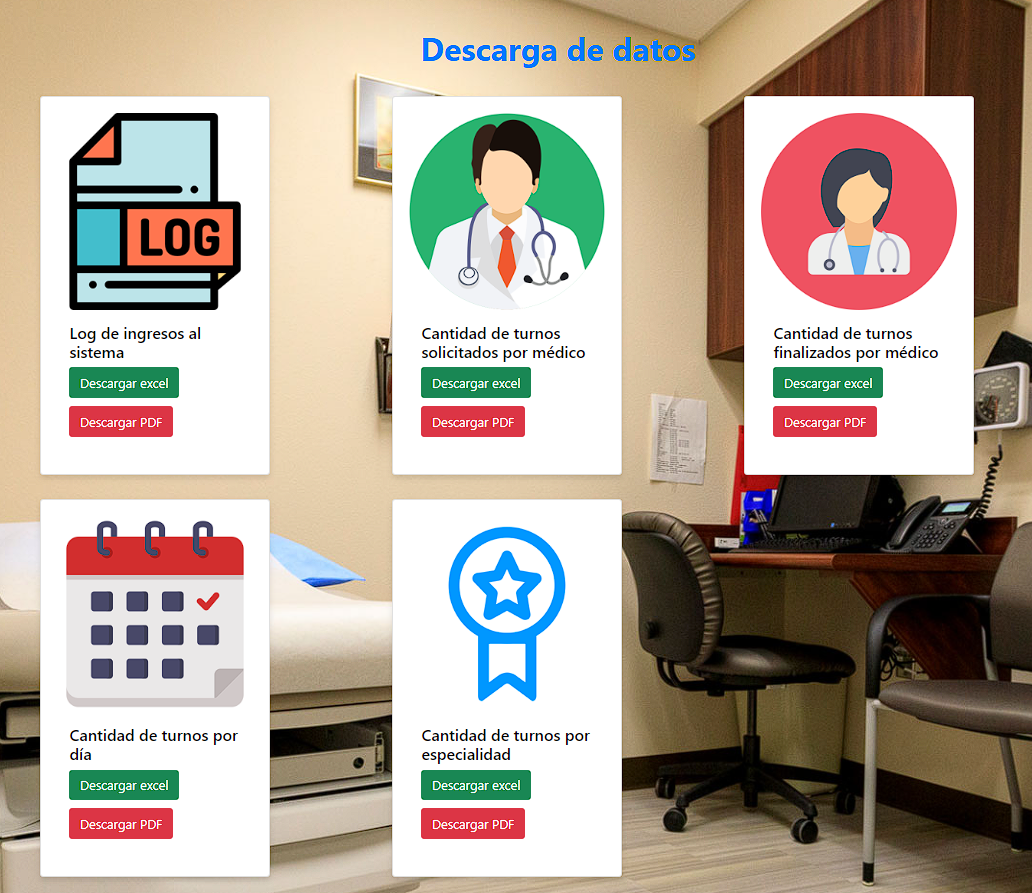 Descarga de datos
LOG
Log de ingresos al
sistema
Descargar excel
Descargar PDF
Cantidad de turnos
solicitados por médico
Descargar excel
Descargar PDF
Cantidad de turnos
finalizados por médico
Descargar excel
Descargar PDF
Cantidad de turnos por
día
Descargar excel
Descargar PDF
Cantidad de turnos por
especialidad
Descargar excel
Descargar PDF